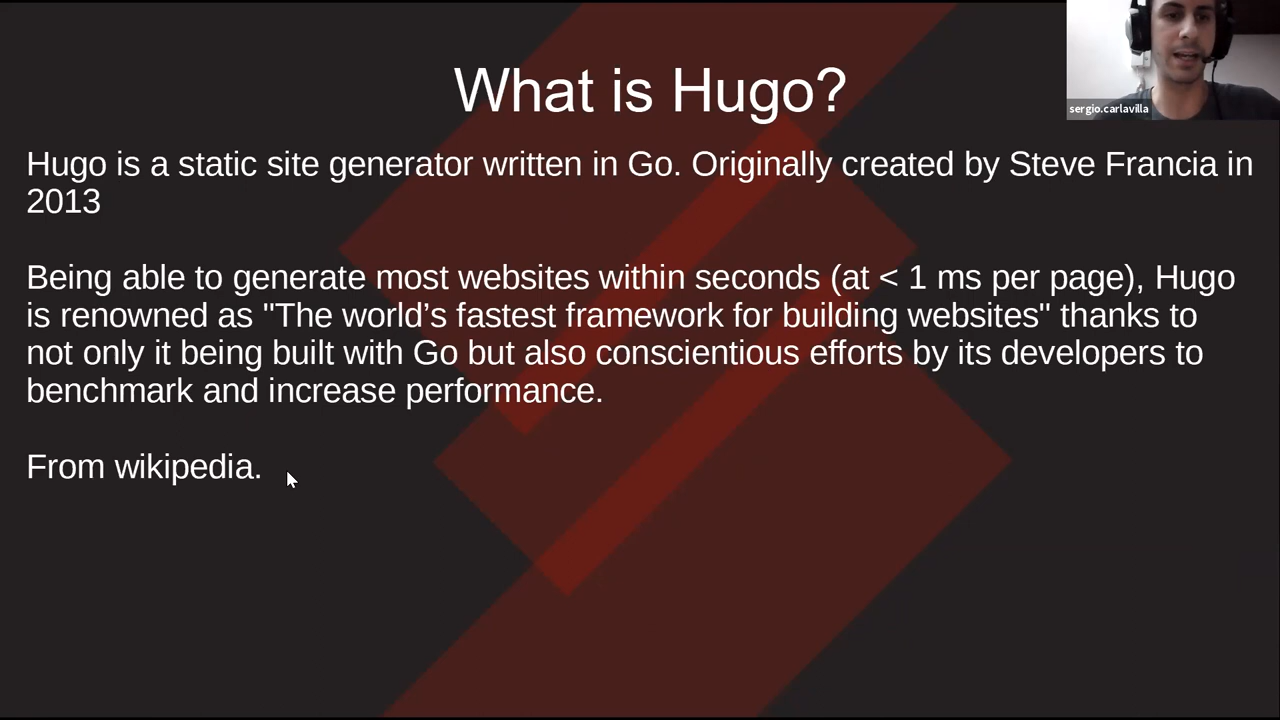 What is Hugo?
sergio.carlavilla
Hugo is a static site generator written in Go. Originally created by Steve Francia in
2013
Being able to generate most websites within seconds (at < 1 ms per page), Hugo
is renowned as "The world’s fastest framework for building websites" thanks to
not only it being built with Go but also conscientious efforts by its developers to
benchmark and increase performance.
From wikipedia.